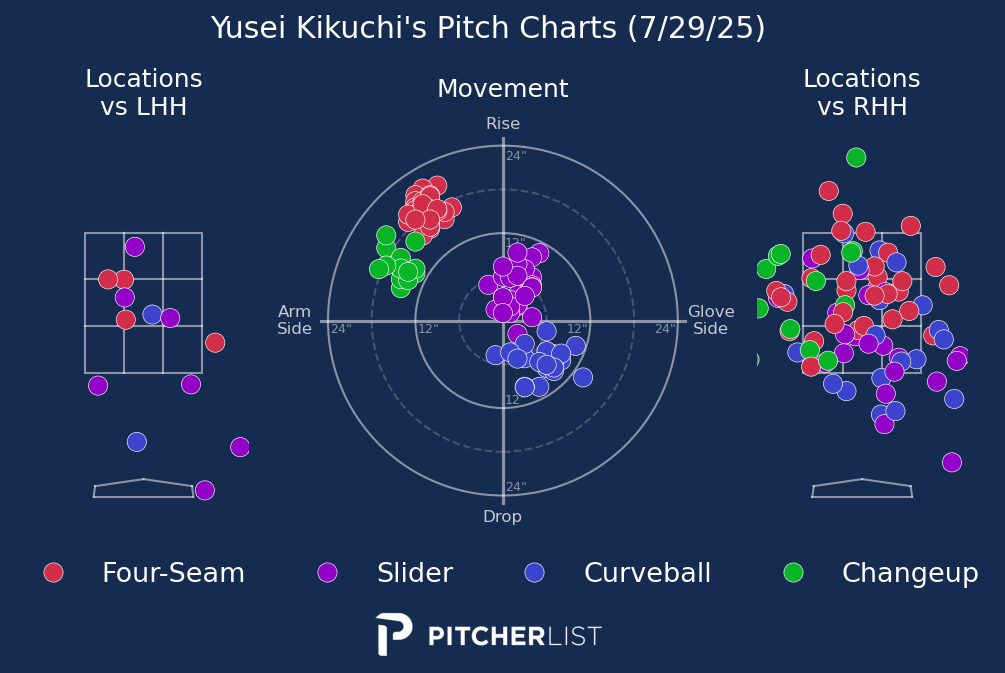 Yusei Kikuchi's Pitch Charts (7/29/25)
Locations
vs LHH
Movement
Locations
vs RHH
Rise
24"
12"
Arm
Side
24"
12"
12"
24"
Glove
Side
12"
24"
Drop
Four-Seam
Slider
Curveball
Changeup
PITCHERLIST